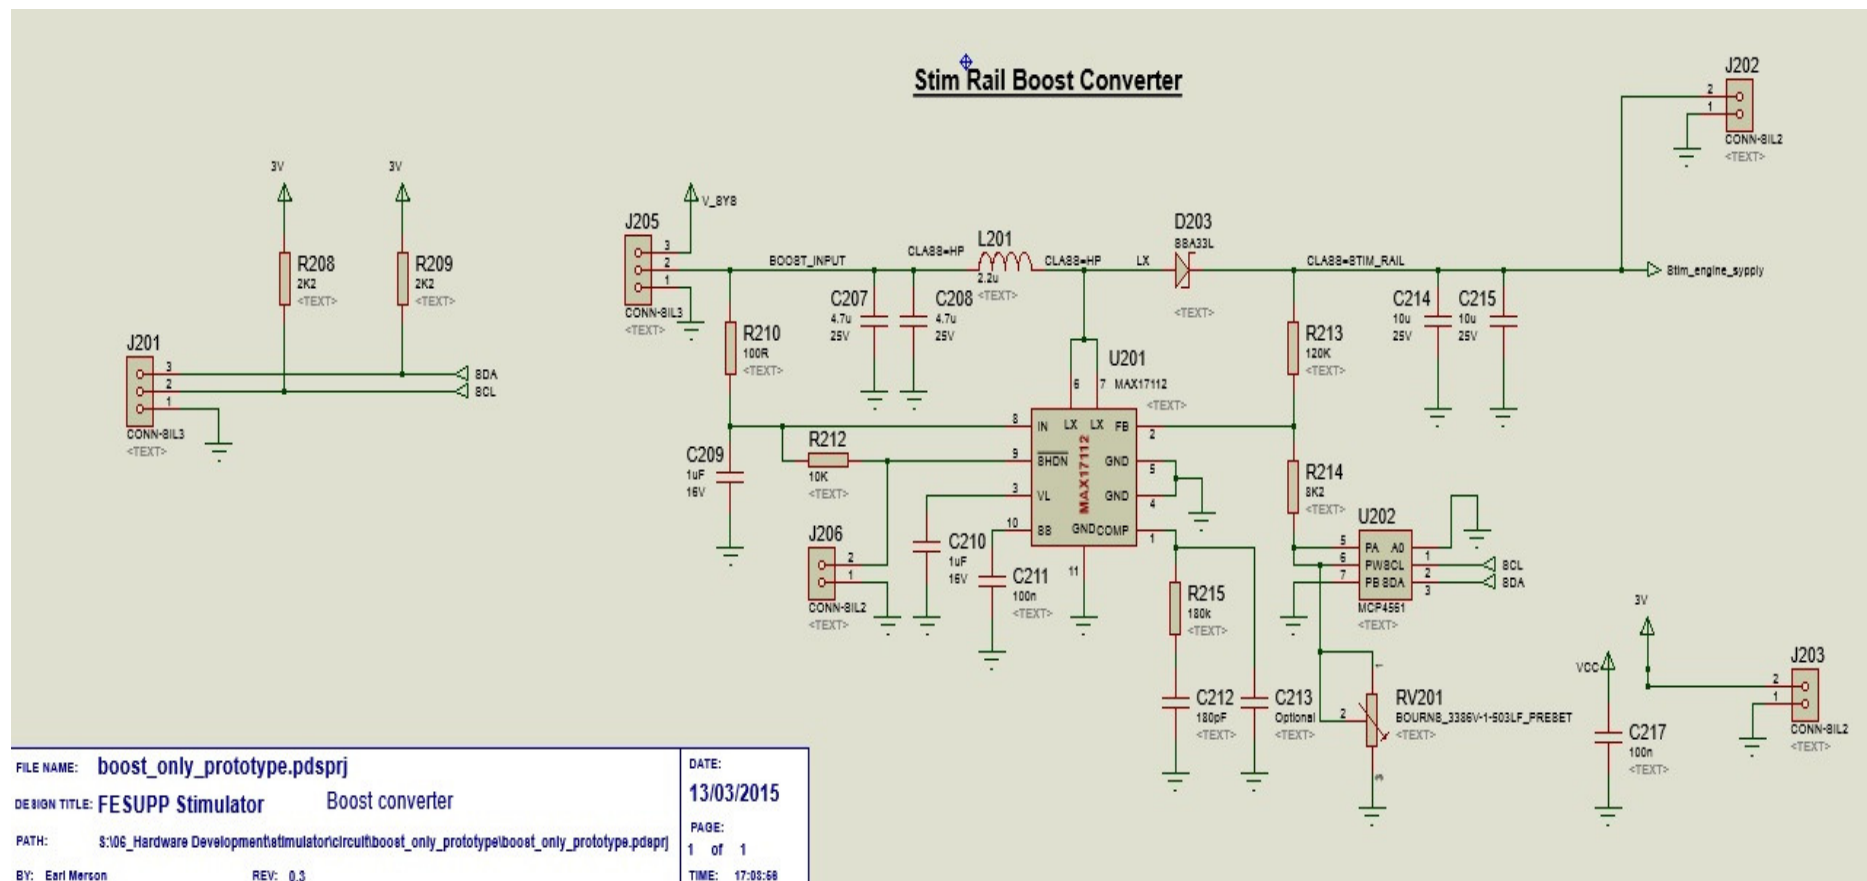 Stim Rail Boost Converter
J202
2
1
CONN-SIL2
<TEXT>
3V
3V
R208
2K2
<TEXT>
R209
2K2
<TEXT>
J201
3
2
1
SDA
SCL
CONN-SIL3
<TEXT>
V_SYS
J205
3
2
1
CONN-SIL3
<TEXT>
BOOST_INPUT
CLASS=HP
L201
2.2u
<TEXT>
CLASS=HP
LX
D203
SSA33L
<TEXT>
CLASS=STIM_RAIL
Stim_engine_sypply
R210
100R
<TEXT>
C207
4.7u
25V
C208
4.7u
25V
C214
10u
25V
C215
10u
25V
R213
120K
<TEXT>
U201
MAX17112
<TEXT>
6
7
8
IN
LX
LX
FB
2
9
SHDN
GND
5
3
VL
GND
4
10
SS
GND
COMP
1
11
MAX17112
C209
1uF
16V
R212
10K
<TEXT>
J206
2
1
CONN-SIL2
<TEXT>
C210
1uF
16V
C211
100n
<TEXT>
R214
8K2
<TEXT>
U202
5
PA
A0
1
6
PW
SCL
2
7
PB
SDA
3
MCP4561
<TEXT>
SCL
SDA
R215
180k
<TEXT>
C212
180pF
<TEXT>
C213
Optional
<TEXT>
1
2
3
RV201
BOURNS_3386V-1-503LF_PRESET
<TEXT>
VCC
C217
100n
<TEXT>
3V
J203
2
1
CONN-SIL2
<TEXT>
FILE NAME: boost_only_prototype.pdsprj
DESIGN TITLE: FESUPP Stimulator Boost converter
PATH: S:\06_Hardware Development\stimulator\circuit\boost_only_prototype\boost_only_prototype.pdsprj
BY: Earl Merson REV: 0.3
DATE:
13/03/2015
PAGE:
1 of 1
TIME: 17:03:56